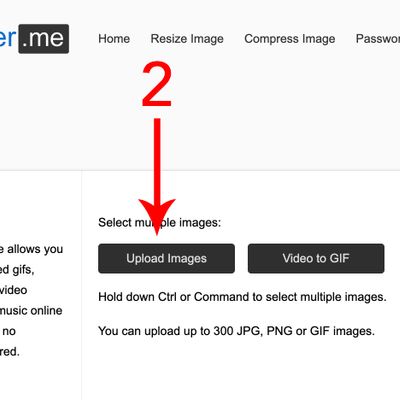 er.me
Home Resize Image Compress Image Passwo
2
Select multiple images:
e allows you
ed gifs,
video
music online
no
red.
Upload Images Video to GIF
Hold down Ctrl or Command to select multiple images.
You can upload up to 300 JPG, PNG or GIF images.